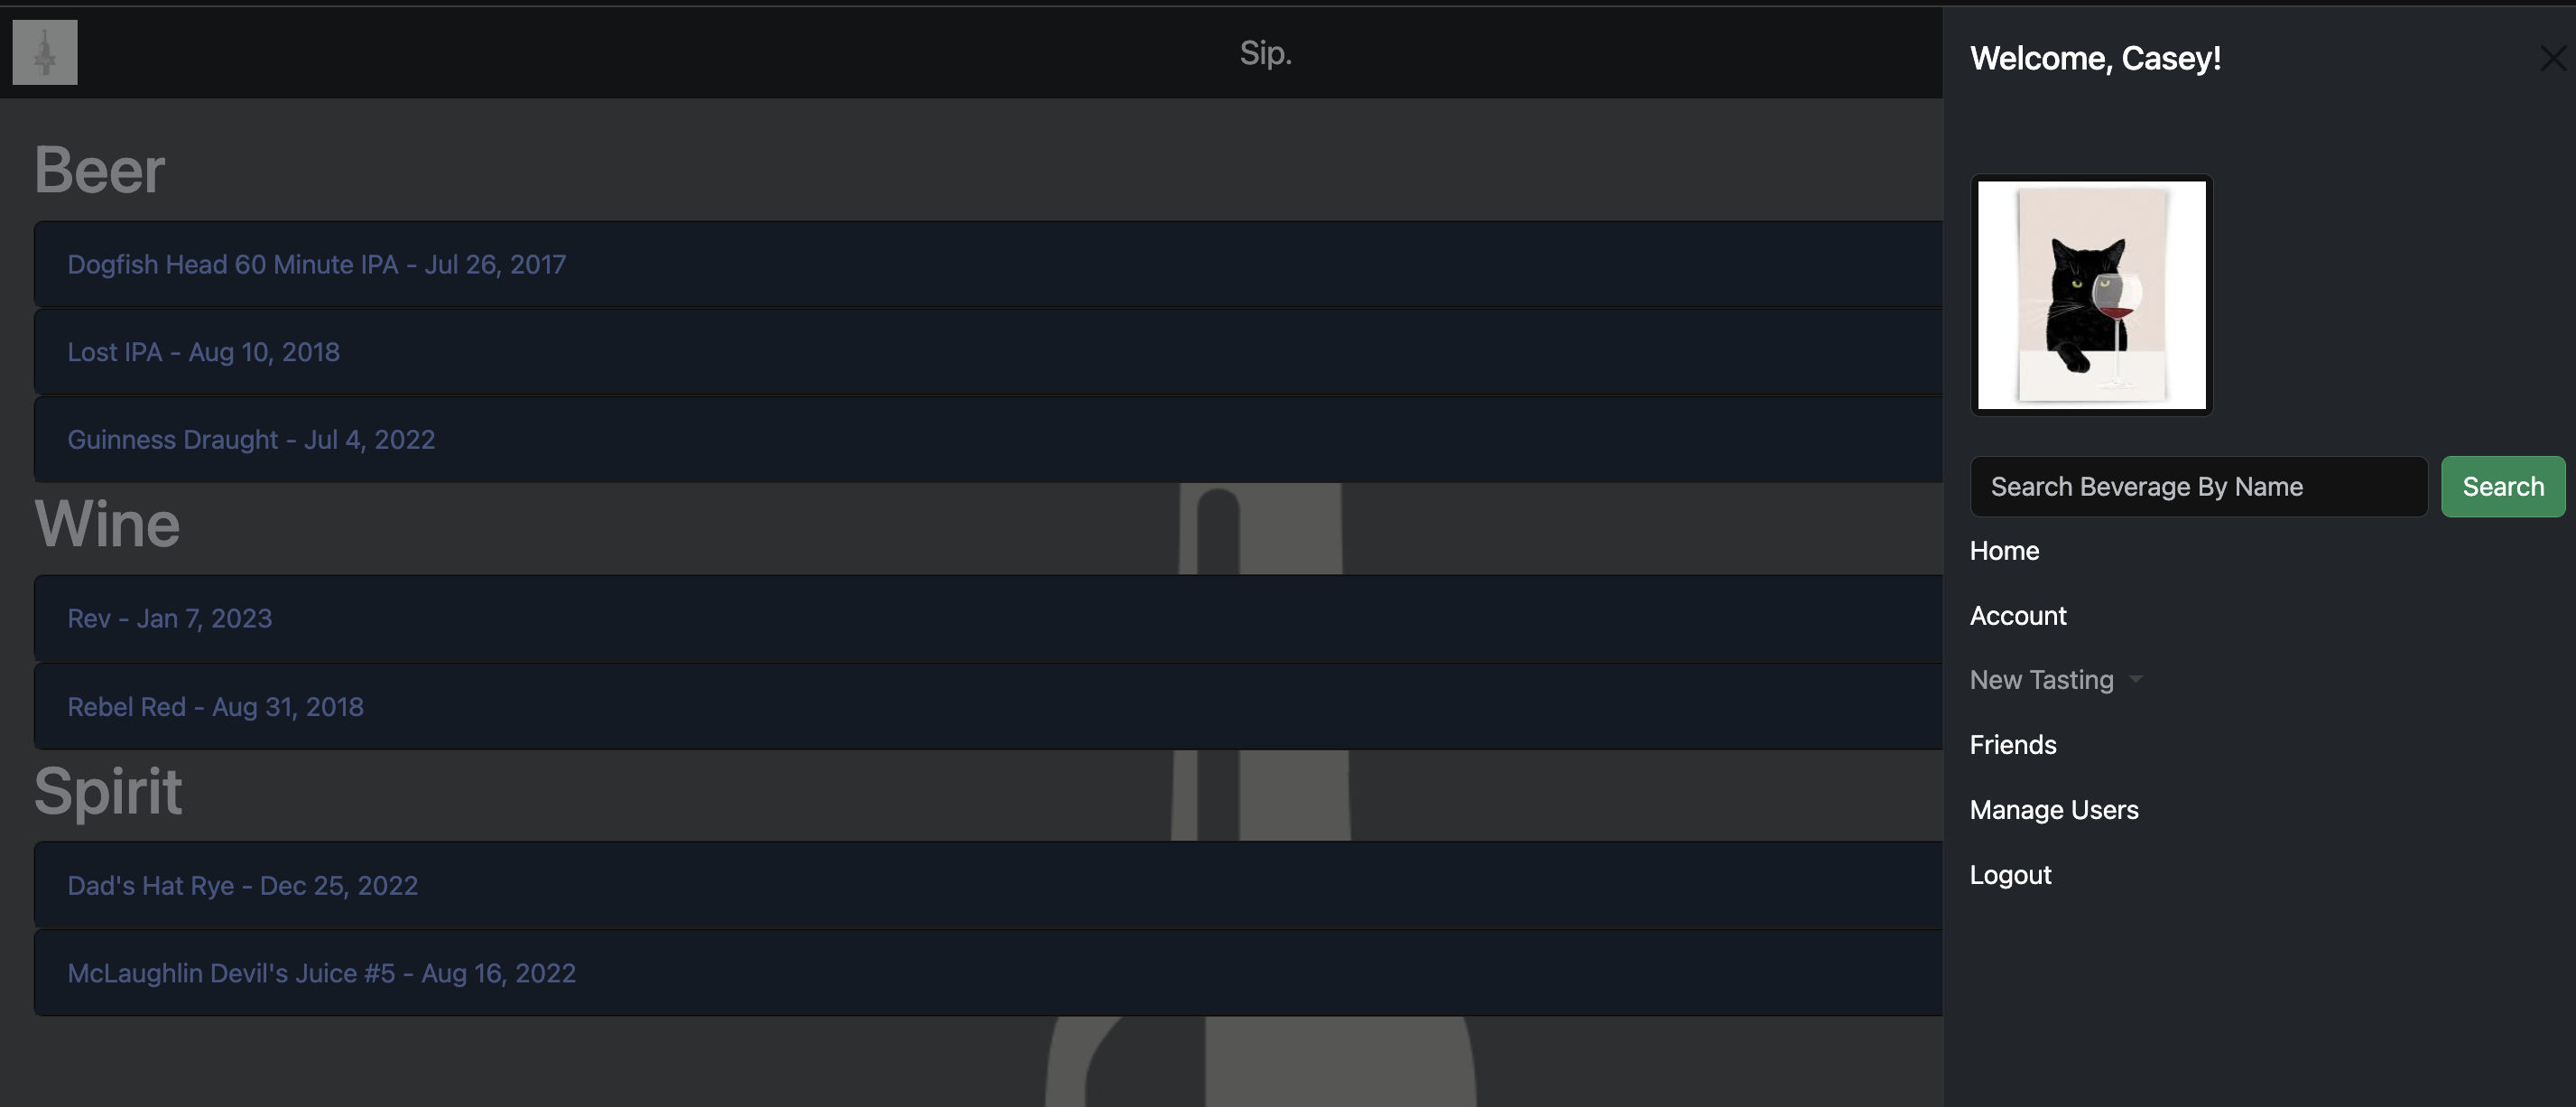 Sip.
Beer
Dogfish Head 60 Minute IPA - Jul 26, 2017
Lost IPA - Aug 10, 2018
Guinness Draught - Jul 4, 2022
Wine
Rev - Jan 7, 2023
Rebel Red - Aug 31, 2018
Spirit
Dad's Hat Rye - Dec 25, 2022
McLaughlin Devil's Juice #5 - Aug 16, 2022
Welcome, Casey!
Search Beverage By Name
Search
Home
Account
New Tasting
Friends
Manage Users
Logout